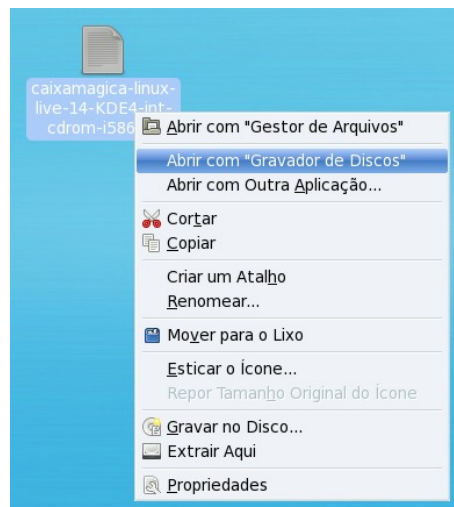 caixamagica-linux-
live-14-KDE4-int-
cdrom-i586
Abrir com "Gestor de Arquivos"
Abrir com "Gravador de Discos"
Abrir com Outra Aplicação...
Cortar
Copiar
Criar um Atalho
Renomear...
Mover para o Lixo
Esticar o Ícone...
Repor Tamanho Original do Ícone
Gravar no Disco...
Extrair Aqui
Propriedades